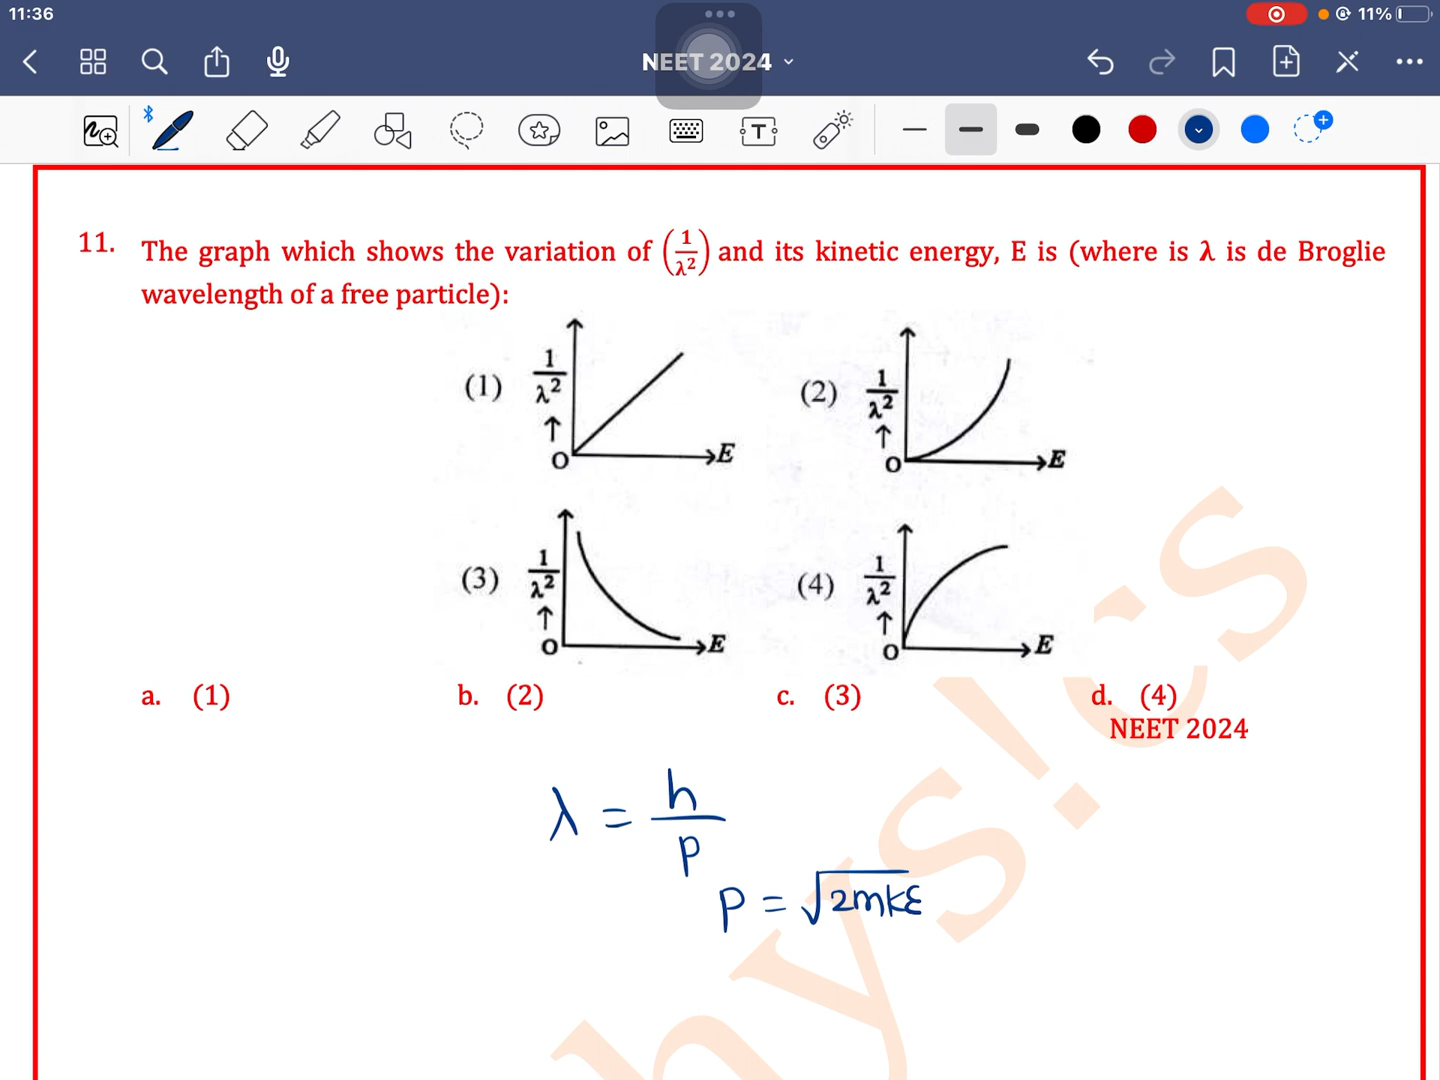 11:36
11%
NEET 2024
11. The graph which shows the variation of (1/λ²) and its kinetic energy, E is (where is λ is de Broglie
wavelength of a free particle):
(1) 1/λ² ↑ O E
(2) 1/λ² ↑ O E
(3) 1/λ² ↑ O E
(4) 1/λ² ↑ O E
a. (1) b. (2) c. (3) d. (4)
NEET 2024
λ = h/p
P = √2mKE
hys!cs